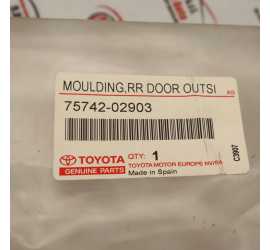 MOULDING,RR DOOR OUTSI
75742-02903
TOYOTA
GENUINE PARTS
QTY: 1
TOYOTA MOTOR EUROPE NV/SA
Made in Spain
C3907